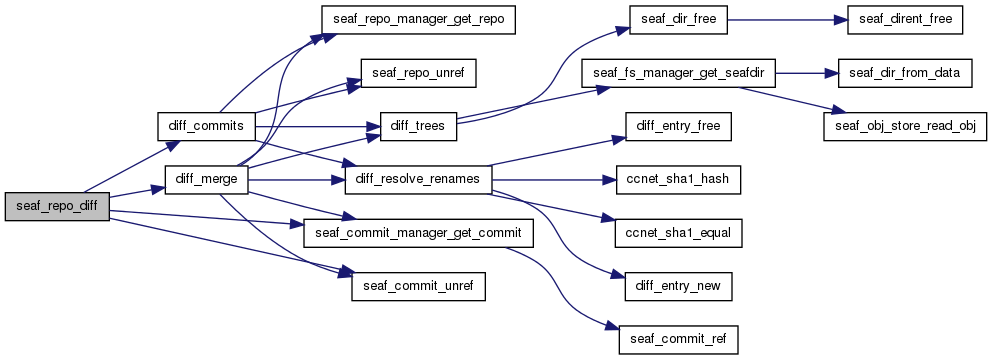 seaf_repo_diff
diff_commits
diff_merge
seaf_repo_manager_get_repo
seaf_repo_unref
diff_trees
diff_resolve_renames
seaf_commit_manager_get_commit
seaf_commit_unref
seaf_dir_free
seaf_fs_manager_get_seafdir
diff_entry_free
ccnet_sha1_hash
ccnet_sha1_equal
diff_entry_new
seaf_commit_ref
seaf_dirent_free
seaf_dir_from_data
seaf_obj_store_read_obj